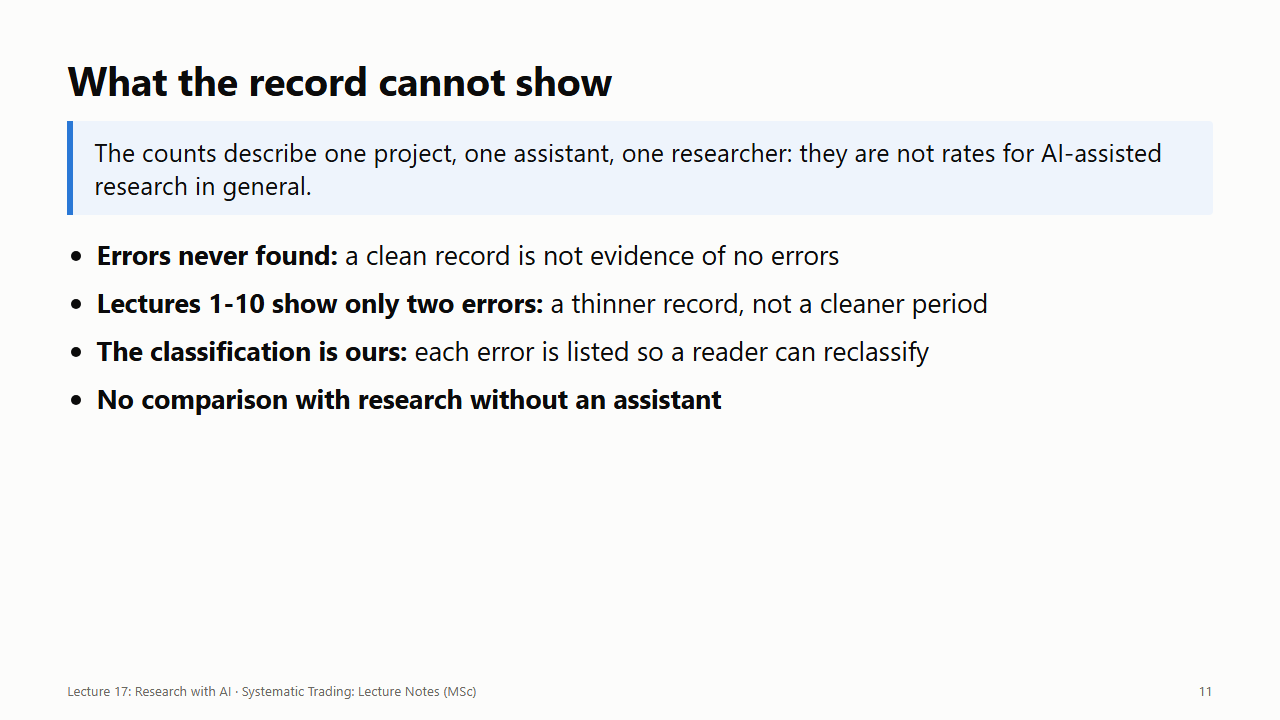 What the record cannot show
The counts describe one project, one assistant, one researcher: they are not rates for AI-assisted
research in general.
• Errors never found: a clean record is not evidence of no errors
• Lectures 1-10 show only two errors: a thinner record, not a cleaner period
• The classification is ours: each error is listed so a reader can reclassify
• No comparison with research without an assistant
Lecture 17: Research with AI · Systematic Trading: Lecture Notes (MSc)
11